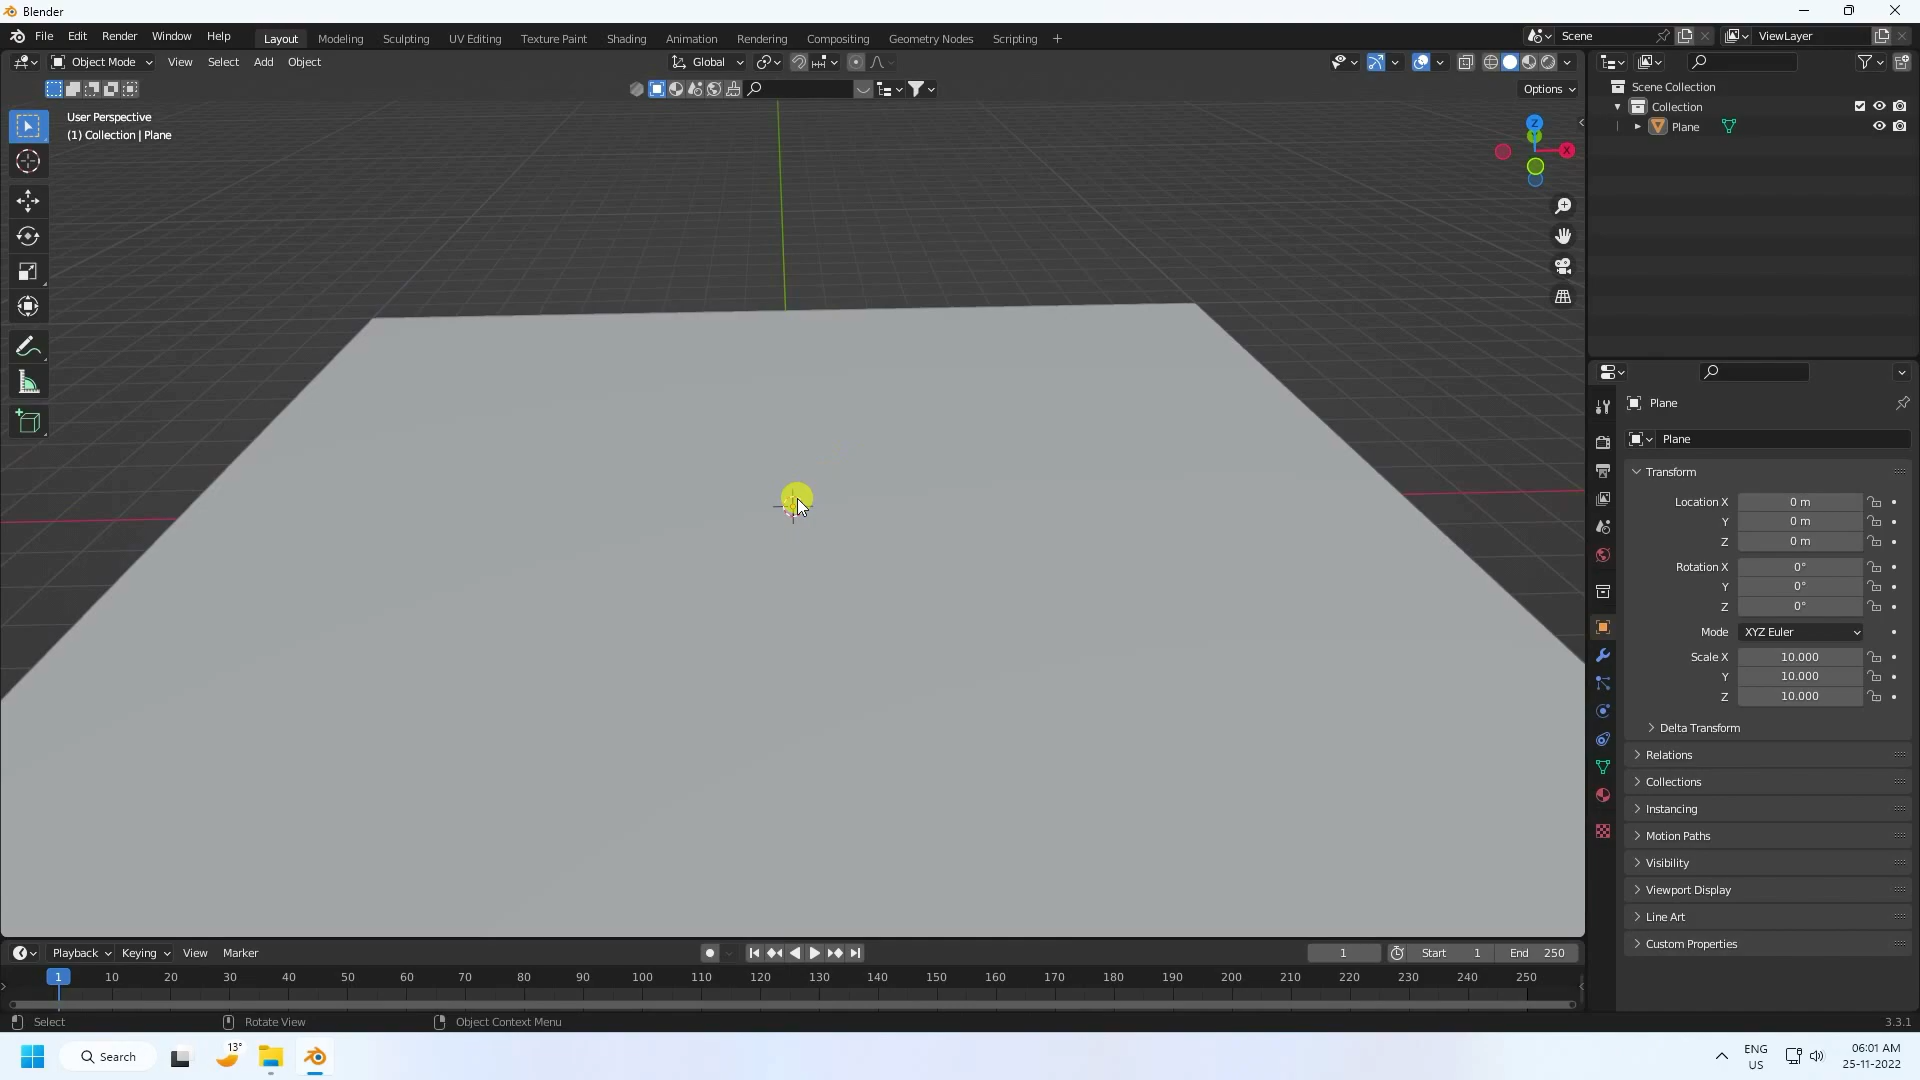 Blender
File Edit Render Window Help Layout Modeling Sculpting UV Editing Texture Paint Shading Animation Rendering Compositing Geometry Nodes Scripting + Scene ViewLayer
Object Mode View Select Add Object Global
Options
User Perspective
(1) Collection | Plane
Z
X
Scene Collection
Collection
Plane
Plane
Plane
Transform
Location X 0 m
Y 0 m
Z 0 m
Rotation X 0°
Y 0°
Z 0°
Mode XYZ Euler
Scale X 10.000
Y 10.000
Z 10.000
Delta Transform
Relations
Collections
Instancing
Motion Paths
Visibility
Viewport Display
Line Art
Custom Properties
Playback Keying View Marker 1 Start 1 End 250
1 10 20 30 40 50 60 70 80 90 100 110 120 130 140 150 160 170 180 190 200 210 220 230 240 250
Select Rotate View Object Context Menu 3.3.1
13° Search ENG US 06:01 AM
25-11-2022